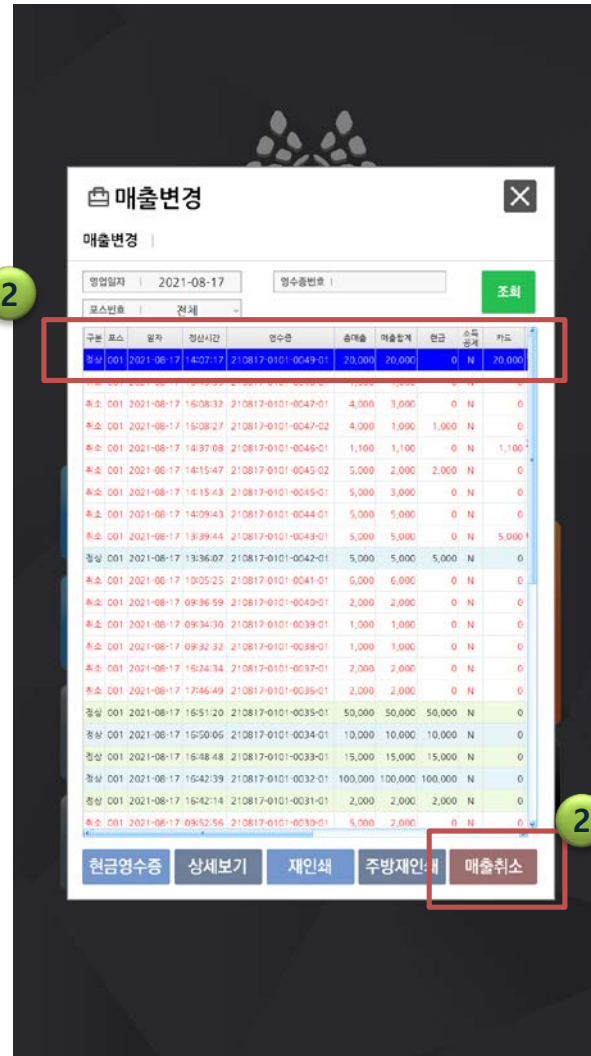 매출변경
매출변경
영업일자 2021-08-17 영수증번호
조회
2
포스번호 전체
구분 포스 일자 정산시간 영수증 총매출 매출합계 현금 소득공제 카드
정상 001 2021-08-17 14:07:17 210817-0101-0049-01 20,000 20,000 0 N 20,000
취소 001 2021-08-17 16:08:32 210817-0101-0047-01 4,000 3,000 0 N 0
취소 001 2021-08-17 16:08:27 210817-0101-0047-02 4,000 1,000 1,000 N 0
취소 001 2021-08-17 14:37:08 210817-0101-0046-01 1,100 1,100 0 N 1,100
취소 001 2021-08-17 14:15:47 210817-0101-0045-02 5,000 2,000 2,000 N 0
취소 001 2021-08-17 14:15:43 210817-0101-0045-01 5,000 3,000 0 N 0
취소 001 2021-08-17 14:09:43 210817-0101-0044-01 5,000 5,000 0 N 0
취소 001 2021-08-17 13:39:44 210817-0101-0043-01 5,000 5,000 0 N 5,000
정상 001 2021-08-17 13:36:07 210817-0101-0042-01 5,000 5,000 5,000 N 0
취소 001 2021-08-17 10:05:25 210817-0101-0041-01 6,000 6,000 0 N 0
취소 001 2021-08-17 09:36:59 210817-0101-0040-01 2,000 2,000 0 N 0
취소 001 2021-08-17 09:34:30 210817-0101-0039-01 1,000 1,000 0 N 0
취소 001 2021-08-17 09:32:32 210817-0101-0038-01 1,000 1,000 0 N 0
취소 001 2021-08-17 16:24:34 210817-0101-0037-01 2,000 2,000 0 N 0
취소 001 2021-08-17 17:46:49 210817-0101-0036-01 2,000 2,000 0 N 0
정상 001 2021-08-17 16:51:20 210817-0101-0035-01 50,000 50,000 50,000 N 0
정상 001 2021-08-17 16:50:06 210817-0101-0034-01 10,000 10,000 10,000 N 0
정상 001 2021-08-17 16:48:48 210817-0101-0033-01 15,000 15,000 15,000 N 0
정상 001 2021-08-17 16:42:39 210817-0101-0032-01 100,000 100,000 100,000 N 0
정상 001 2021-08-17 16:42:14 210817-0101-0031-01 2,000 2,000 2,000 N 0
취소 001 2021-08-17 09:52:56 210817-0101-0030-01 5,000 2,000 0 N 0
2
현금영수증 상세보기 재인쇄 주방재인쇄 매출취소